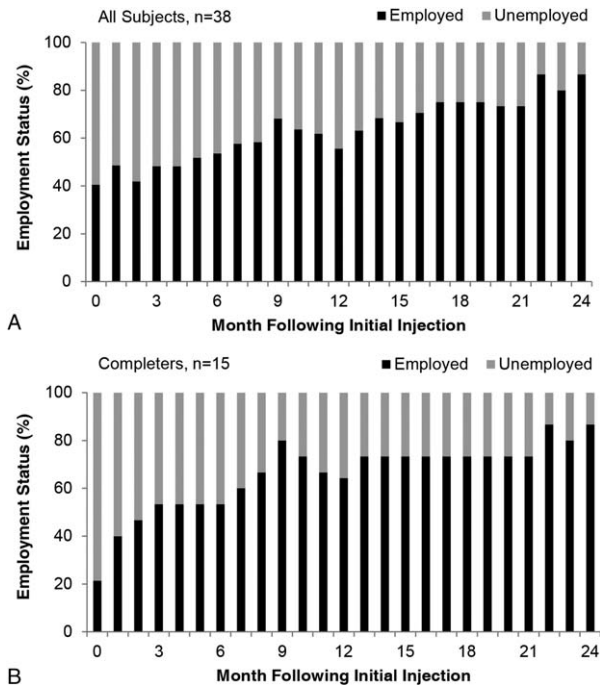 All Subjects, n=38
Employed Unemployed
Employment Status (%)
100
80
60
40
20
0
0 3 6 9 12 15 18 21 24
Month Following Initial Injection
A
Completers, n=15
Employed Unemployed
Employment Status (%)
100
80
60
40
20
0
0 3 6 9 12 15 18 21 24
Month Following Initial Injection
B